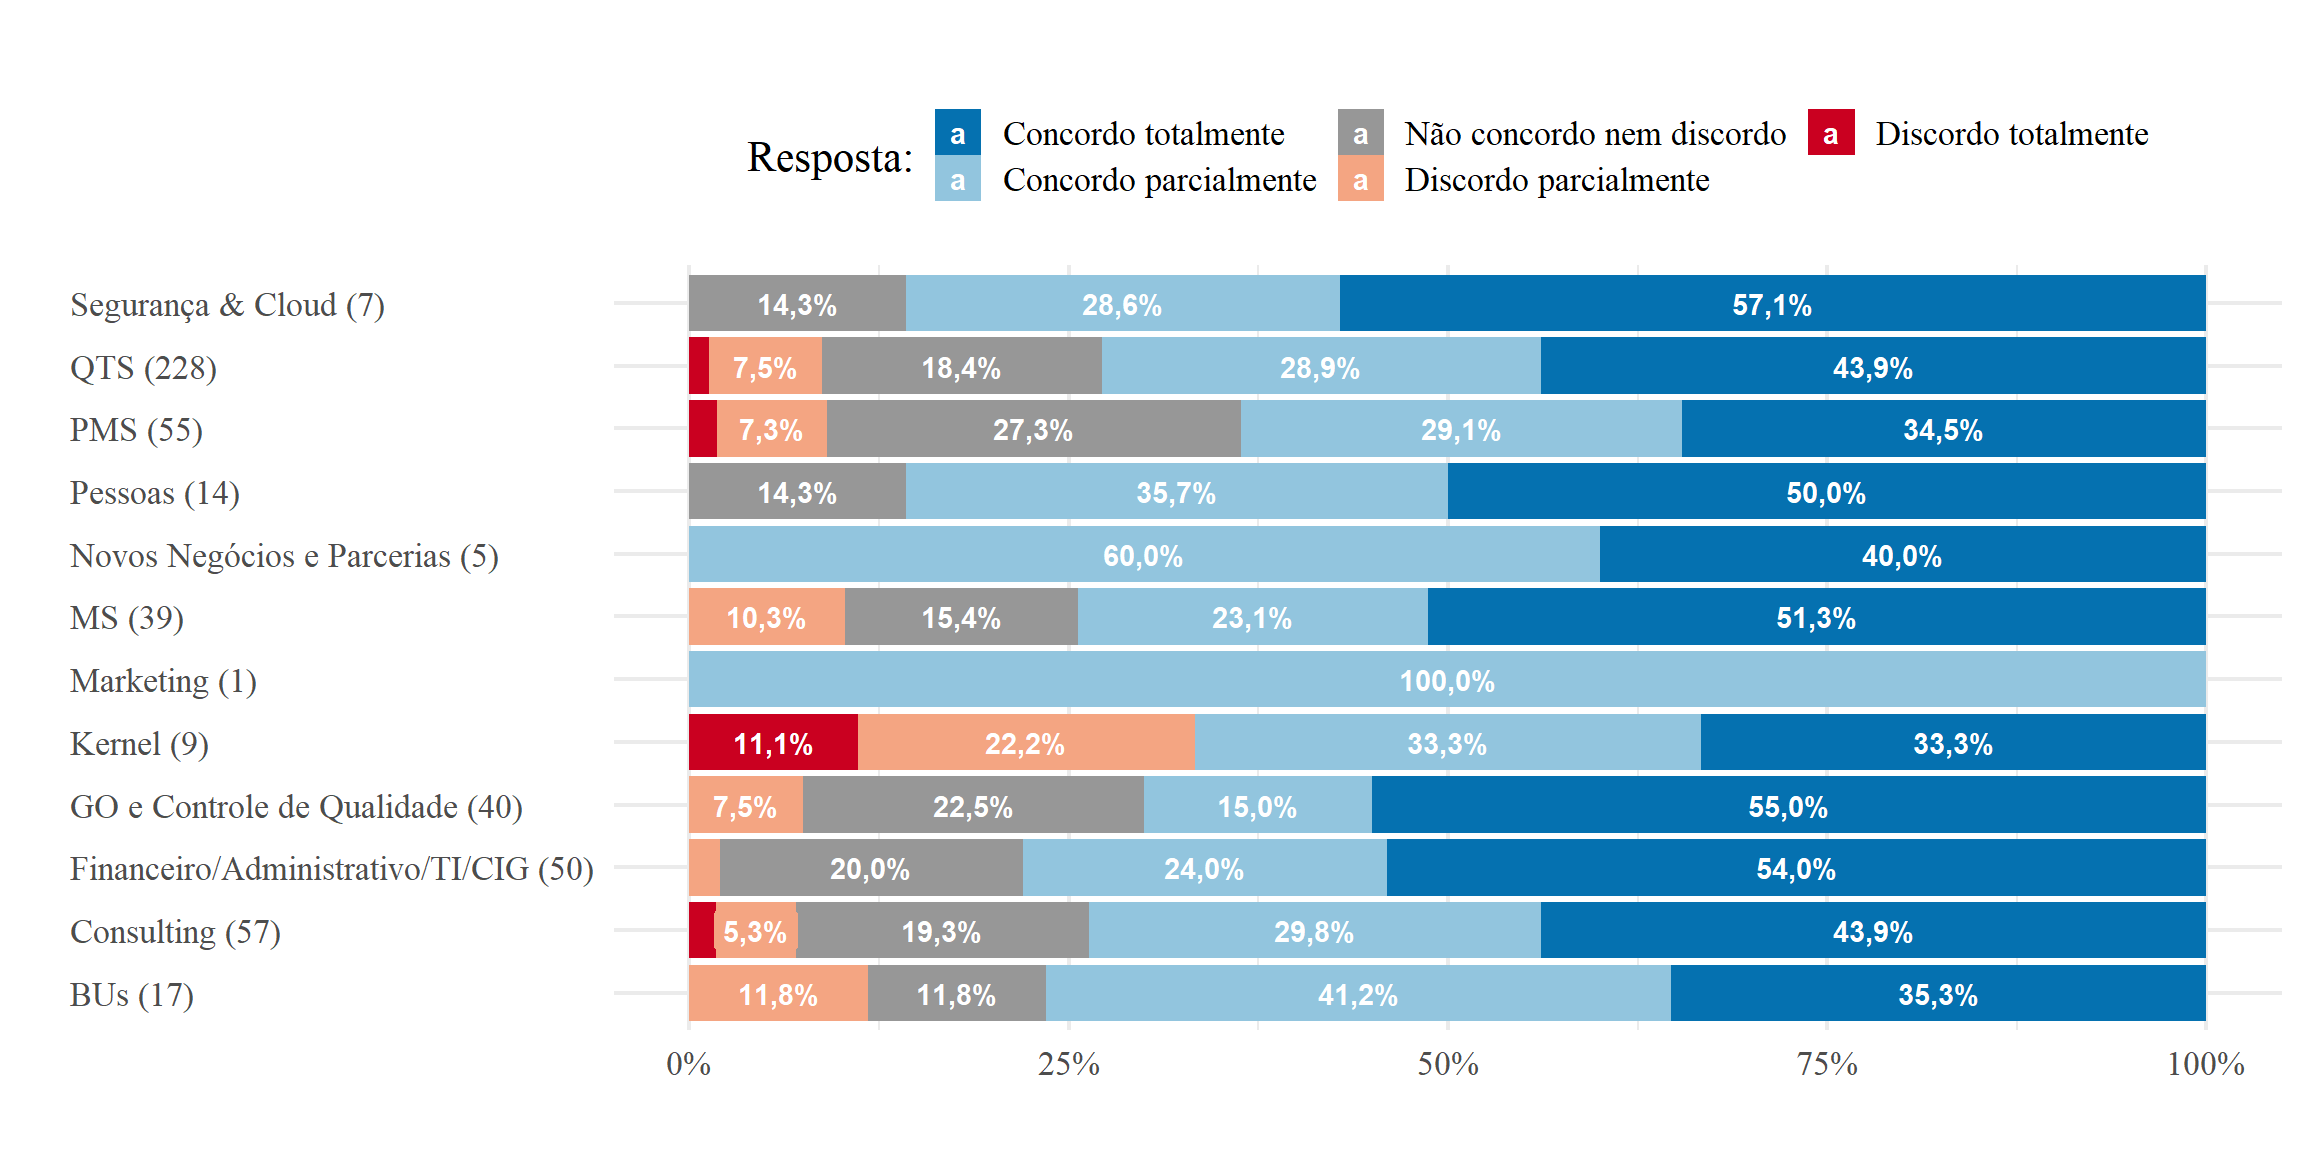 Resposta:
a Concordo totalmente a Não concordo nem discordo a Discordo totalmente
a Concordo parcialmente a Discordo parcialmente
Segurança & Cloud (7) 14,3% 28,6% 57,1%
QTS (228) 7,5% 18,4% 28,9% 43,9%
PMS (55) 7,3% 27,3% 29,1% 34,5%
Pessoas (14) 14,3% 35,7% 50,0%
Novos Negócios e Parcerias (5) 60,0% 40,0%
MS (39) 10,3% 15,4% 23,1% 51,3%
Marketing (1) 100,0%
Kernel (9) 11,1% 22,2% 33,3% 33,3%
GO e Controle de Qualidade (40) 7,5% 22,5% 15,0% 55,0%
Financeiro/Administrativo/TI/CIG (50) 20,0% 24,0% 54,0%
Consulting (57) 5,3% 19,3% 29,8% 43,9%
BUs (17) 11,8% 11,8% 41,2% 35,3%
0% 25% 50% 75% 100%